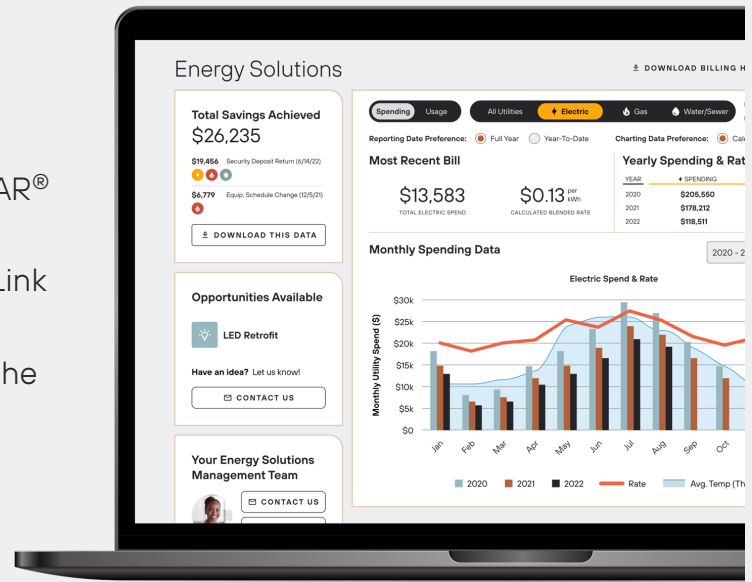 AR®
Link
he
Energy Solutions
DOWNLOAD BILLING H
Total Savings Achieved
$26,235
$19,456 Security Deposit Return (6/14/22)
$6,779 Equip. Schedule Change (12/5/21)
DOWNLOAD THIS DATA
Opportunities Available
LED Retrofit
Have an idea? Let us know!
CONTACT US
Your Energy Solutions
Management Team
CONTACT US
Spending Usage All Utilities Electric Gas Water/Sewer
Reporting Date Preference: Full Year Year-To-Date Charting Data Preference: Cal
Most Recent Bill
$13,583
TOTAL ELECTRIC SPEND
$0.13 per kWh
CALCULATED BLENDED RATE
Yearly Spending & Rat
YEAR SPENDING
2020 $205,550
2021 $178,212
2022 $118,511
Monthly Spending Data
2020 - 2
Electric Spend & Rate
Monthly Utility Spend ($)
$30k
$25k
$20k
$15k
$10k
$5k
$0
Jan Feb Mar Apr May Jun Jul Aug Sep Oct
2020 2021 2022 Rate Avg. Temp (Th